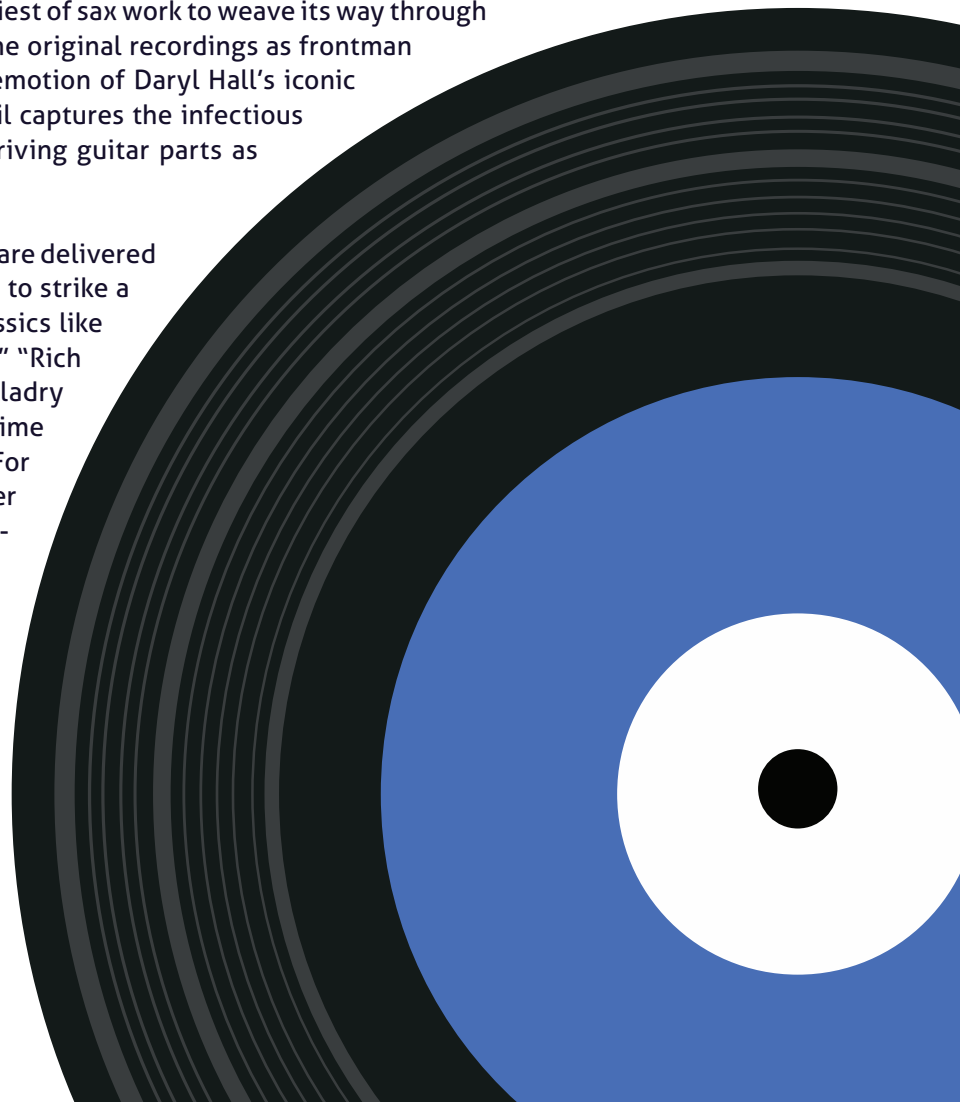 iest of sax work to weave its way through
he original recordings as frontman
emotion of Daryl Hall’s iconic
il captures the infectious
riving guitar parts as
are delivered
to strike a
ssics like
” “Rich
ladry
ime
For
er
-